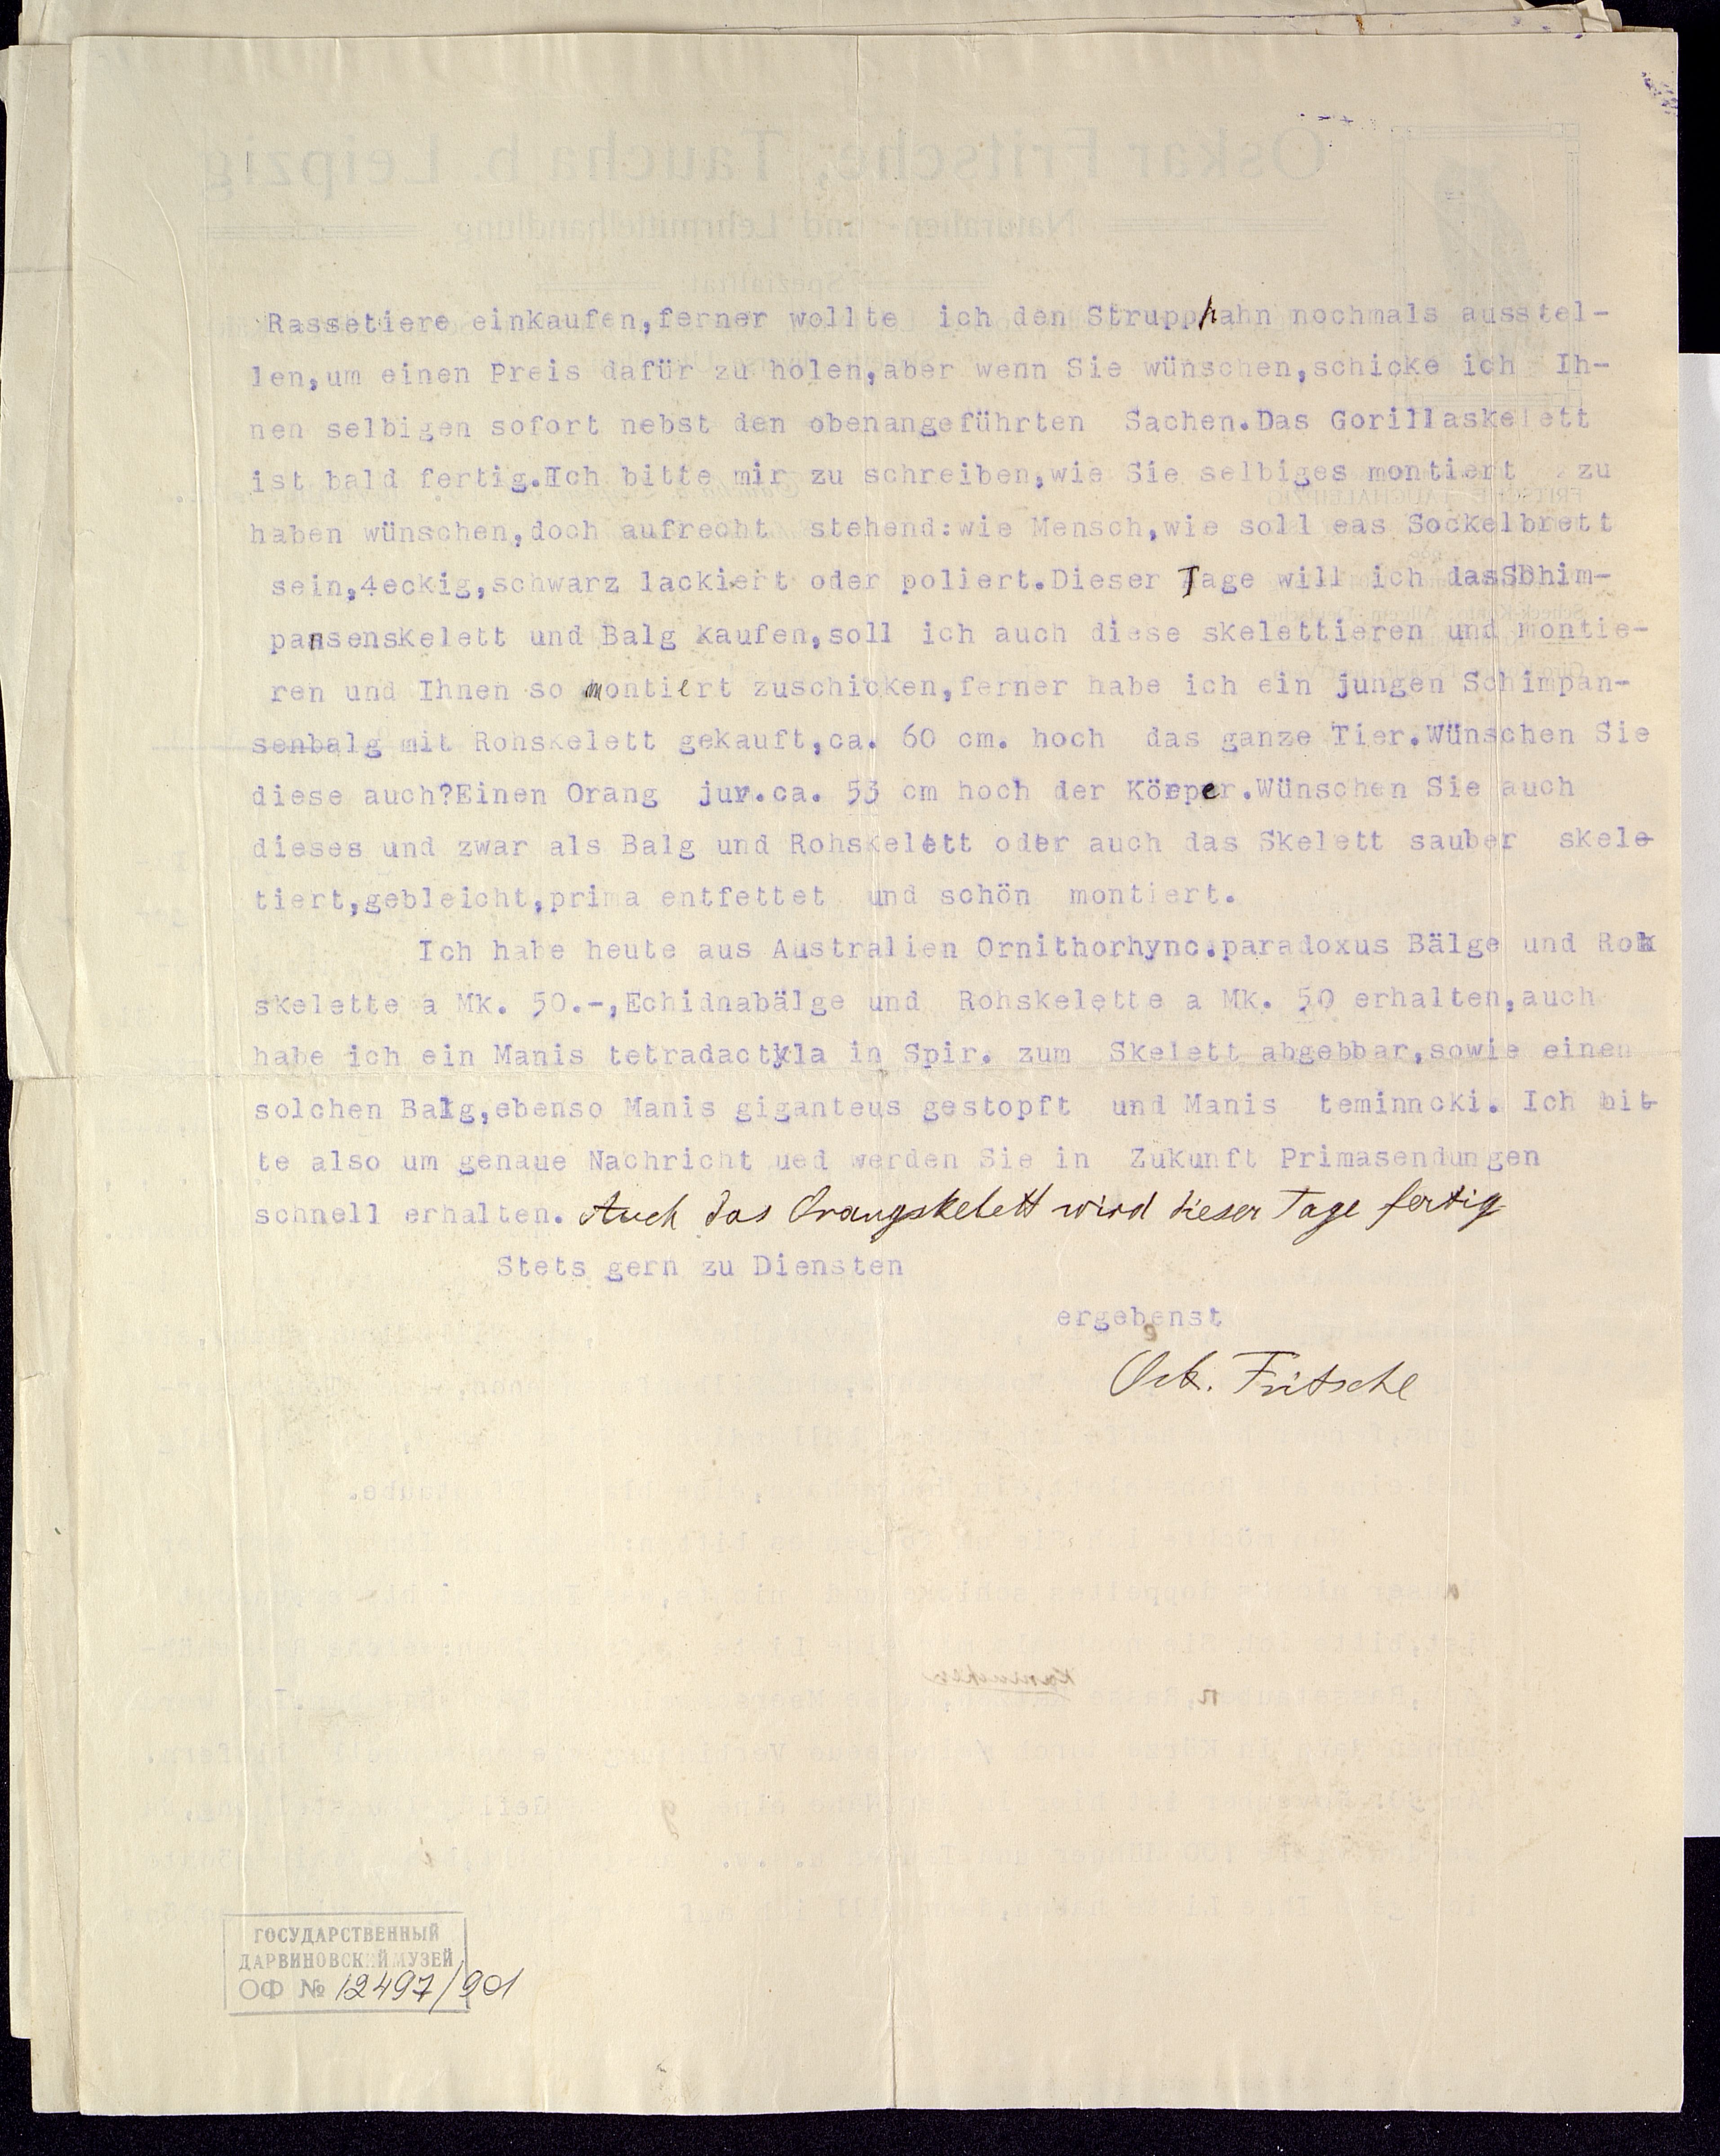 Rassetiere einkaufen,ferner wollte ich den Strupphahn nochmals ausstel-
len,um einen Preis dafür zu holen,aber wenn Sie wünschen,schicke ich Ih-
nen selbigen sofort nebst den obenangeführten Sachen.Das Gorillaskelett
ist bald fertig.Ich bitte mir zu schreiben,wie Sie selbiges montiert zu
haben wünschen,doch aufrecht stehend:wie Mensch,wie soll eas Sockelbrett
sein,4eckig,schwarz lackiert oder poliert.Dieser Tage will ich dasSDhim-
pansenskelett und Balg kaufen,soll ich auch diese skelettieren und montie-
ren und Ihnen so montiert zuschicken,ferner habe ich ein jungen Schimpan-
senbalg mit Rohskelett gekauft,ca. 60 cm. hoch das ganze Tier.Wünschen Sie
diese auch?Einen Orang juv.ca. 53 cm hoch der Körper.Wünschen Sie auch
dieses und zwar als Balg und Rohskelett oder auch das Skelett sauber skele-
tiert,gebleicht,prima entfettet und schön montiert.
Ich habe heute aus Australien Ornithorhync.paradoxus Bälge und Roh
skelette a Mk. 50.-,Echidnabälge und Rohskelette a Mk. 50 erhalten,auch
habe ich ein Manis tetradactyla in Spir. zum Skelett abgebbar,sowie einen
solchen Balg,ebenso Manis giganteus gestopft und Manis teminncki. Ich bit-
te also um genaue Nachricht ued werden Sie in Zukunft Primasendungen
schnell erhalten. Auch das Orangskelett wird dieser Tage fertig
Stets gern zu Diensten
ergebenst
Osk. Fritsche
ГОСУДАРСТВЕННЫЙ
ДАРВИНОВСКИЙ МУЗЕЙ
ОФ № 12497/901